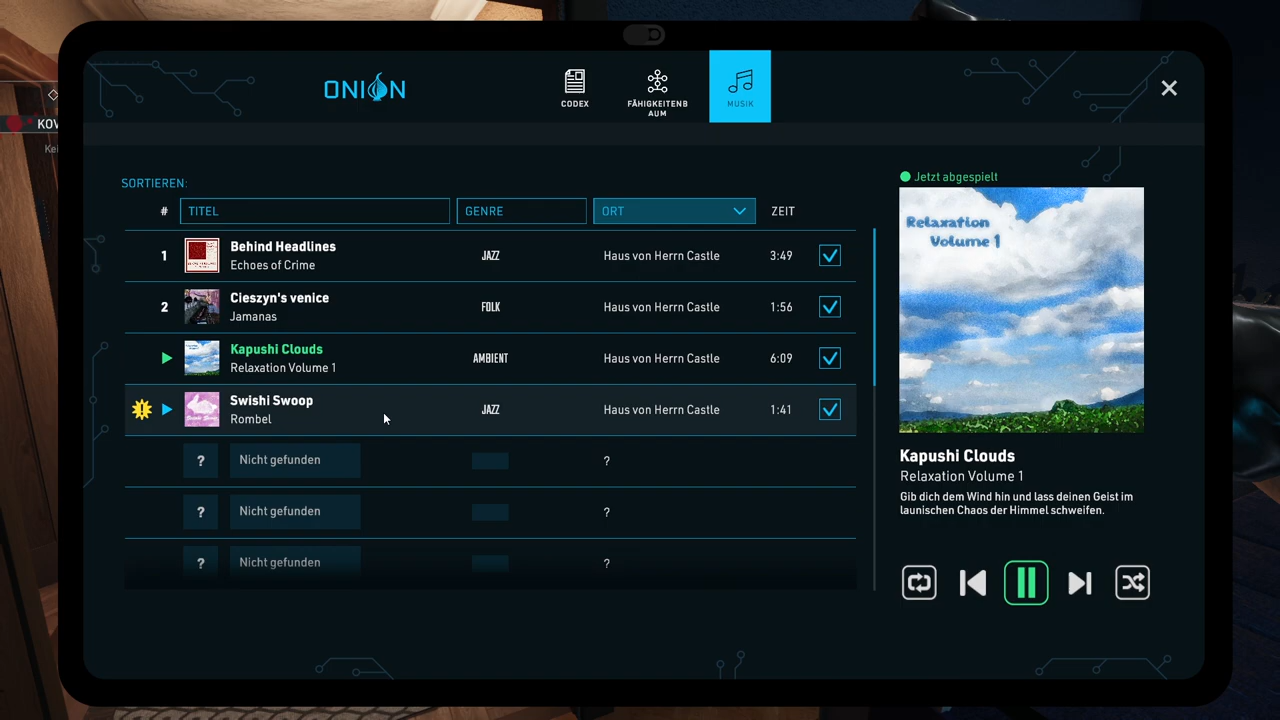 ONION
CODEX
FÄHIGKEITENB
AUM
MUSIK
KOV
Kei
SORTIEREN:
# TITEL GENRE ORT ZEIT
1 Behind Headlines JAZZ Haus von Herrn Castle 3:49
Echoes of Crime
2 Cieszyn's venice FOLK Haus von Herrn Castle 1:56
Jamanas
Kapushi Clouds AMBIENT Haus von Herrn Castle 6:09
Relaxation Volume 1
Swishi Swoop JAZZ Haus von Herrn Castle 1:41
Rombel
? Nicht gefunden ?
? Nicht gefunden ?
? Nicht gefunden ?
Jetzt abgespielt
Relaxation
Volume 1
Kapushi Clouds
Relaxation Volume 1
Gib dich dem Wind hin und lass deinen Geist im
launischen Chaos der Himmel schweifen.